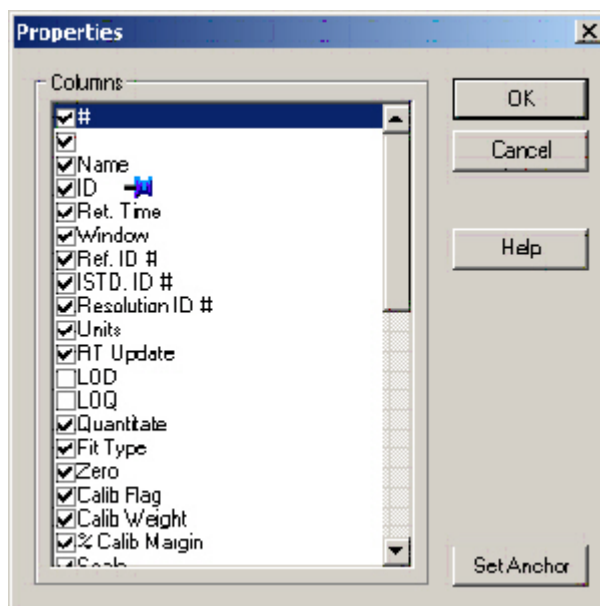 Properties
Columns
#
Name
ID
Ret. Time
Window
Ref. ID #
ISTD. ID #
Resolution ID #
Units
RT Update
LOD
LOQ
Quantitate
Fit Type
Zero
Calib Flag
Calib Weight
% Calib Margin
Scale
OK
Cancel
Help
Set Anchor